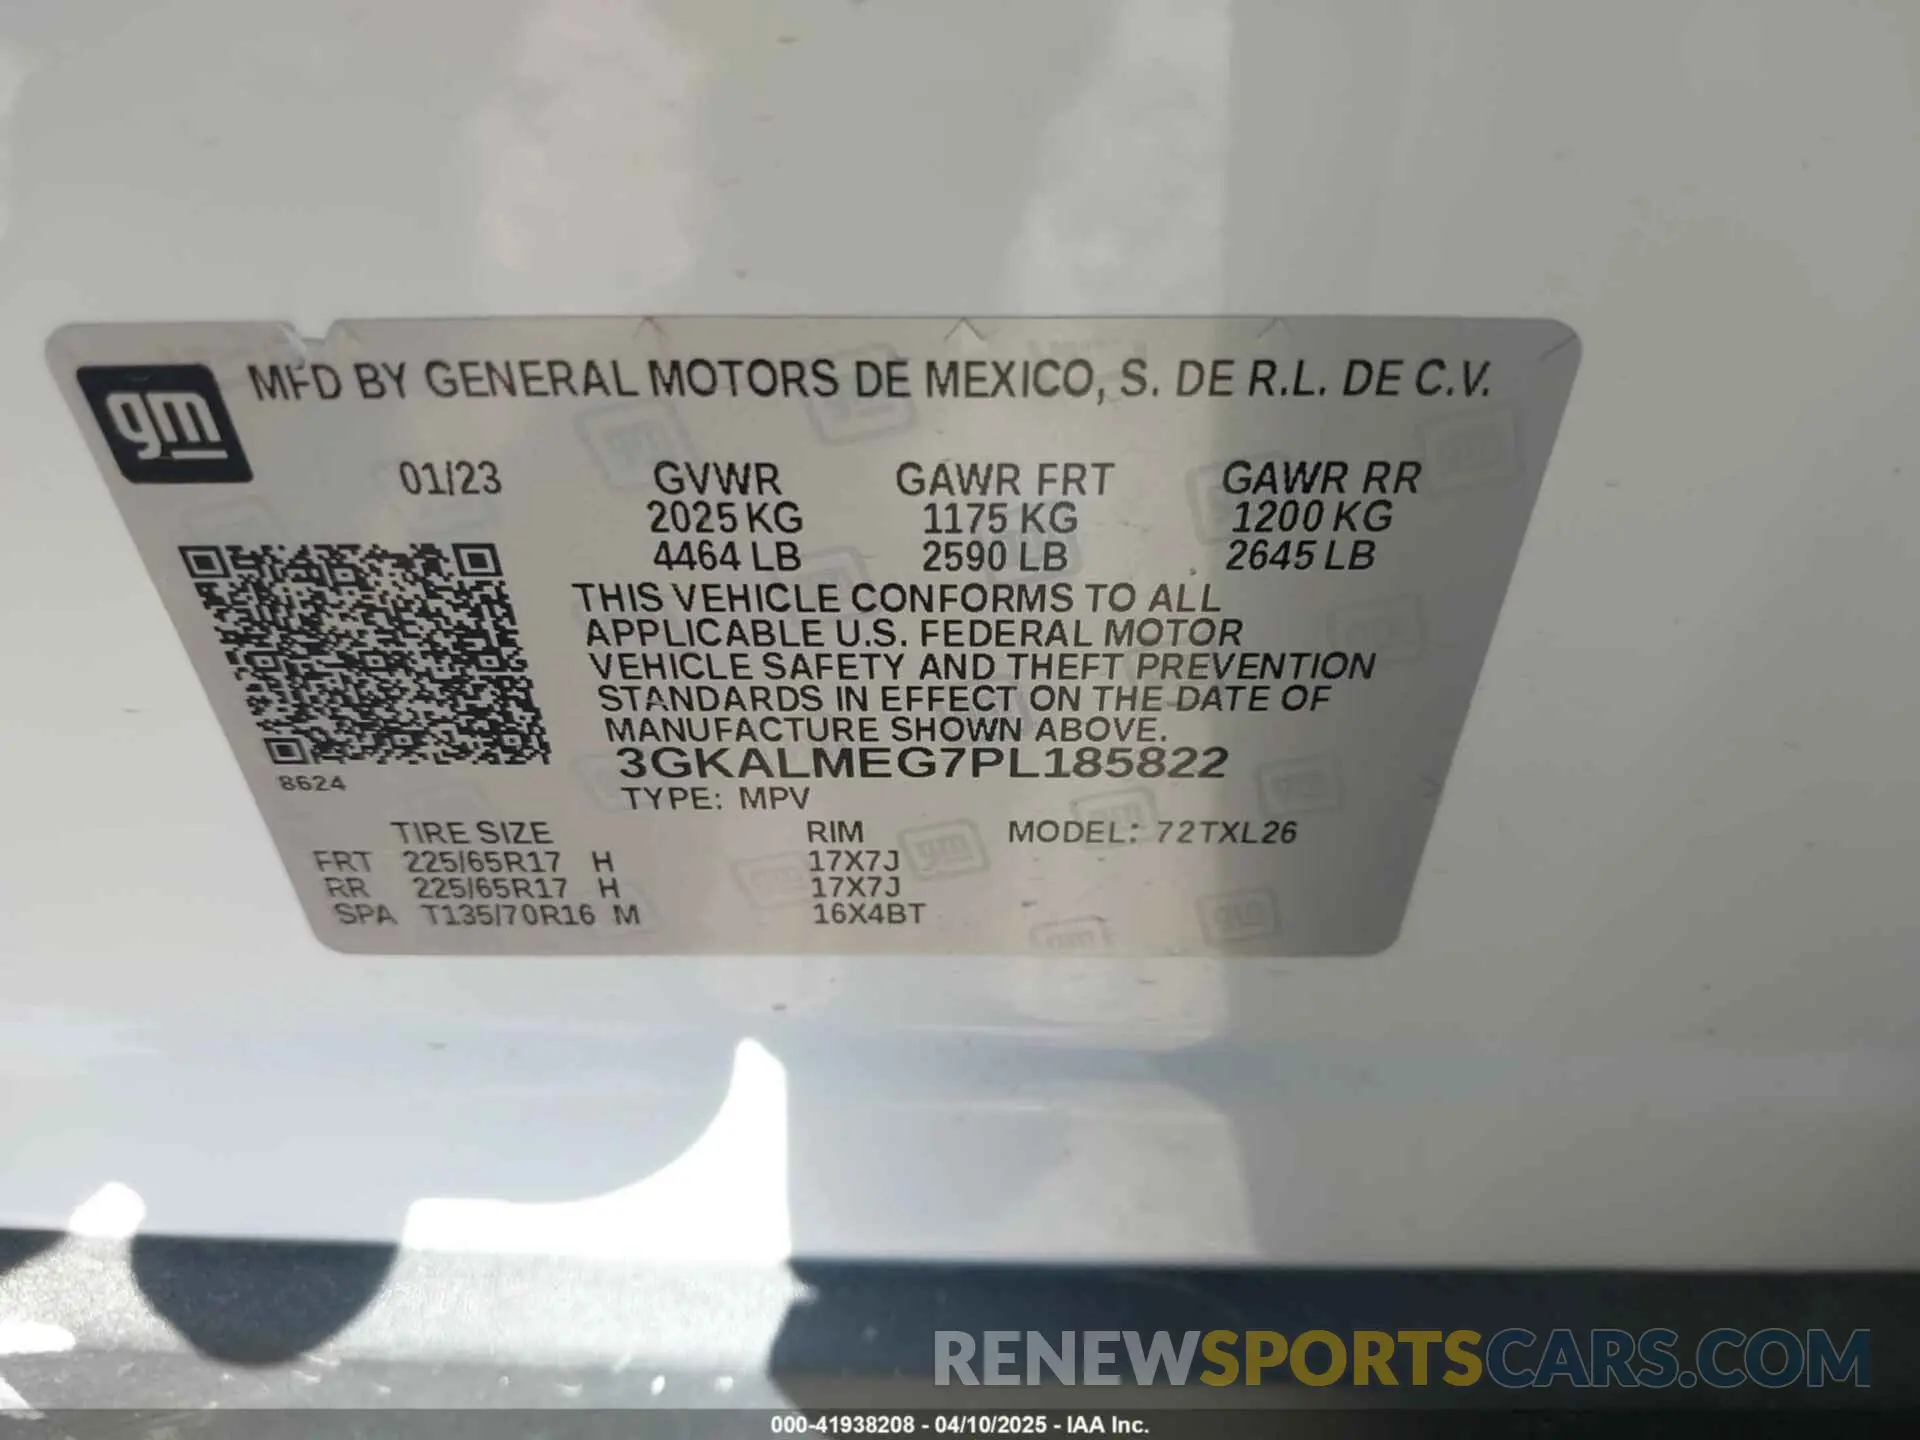 gm
MFD BY GENERAL MOTORS DE MEXICO, S. DE R.L. DE C.V.
01/23 GVWR GAWR FRT GAWR RR
2025 KG 1175 KG 1200 KG
4464 LB 2590 LB 2645 LB
THIS VEHICLE CONFORMS TO ALL
APPLICABLE U.S. FEDERAL MOTOR
VEHICLE SAFETY AND THEFT PREVENTION
STANDARDS IN EFFECT ON THE DATE OF
MANUFACTURE SHOWN ABOVE.
3GKALMEG7PL185822
8624
TYPE: MPV
TIRE SIZE RIM MODEL: 72TXL26
FRT 225/65R17 H 17X7J
RR 225/65R17 H 17X7J
SPA T135/70R16 M 16X4BT
RENEWSPORTSCARS.COM
000-41938208 - 04/10/2025 - IAA Inc.